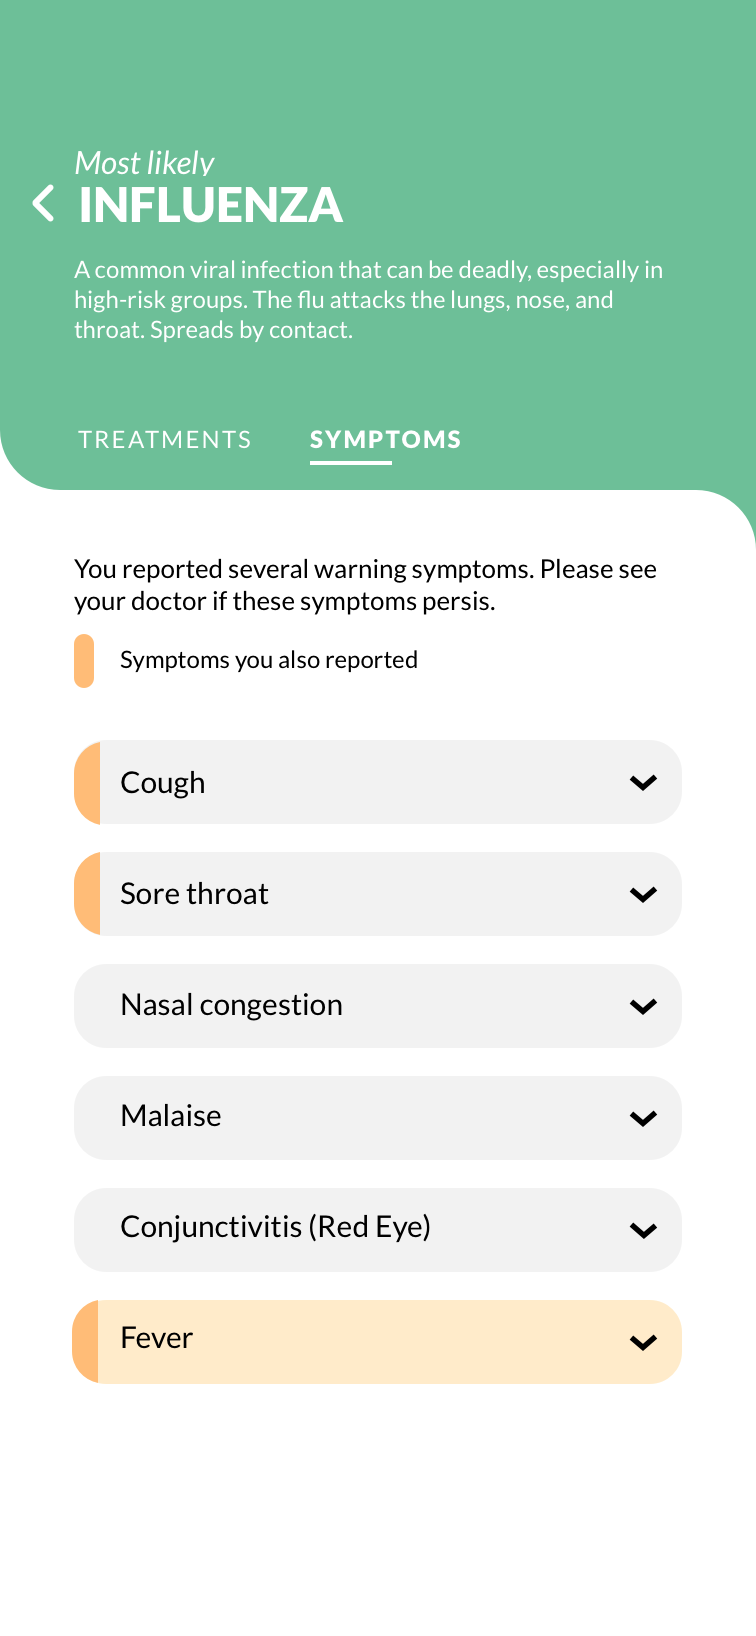 Most likely
INFLUENZA
A common viral infection that can be deadly, especially in
high-risk groups. The flu attacks the lungs, nose, and
throat. Spreads by contact.
TREATMENTS SYMPTOMS
You reported several warning symptoms. Please see
your doctor if these symptoms persis.
Symptoms you also reported
Cough
Sore throat
Nasal congestion
Malaise
Conjunctivitis (Red Eye)
Fever